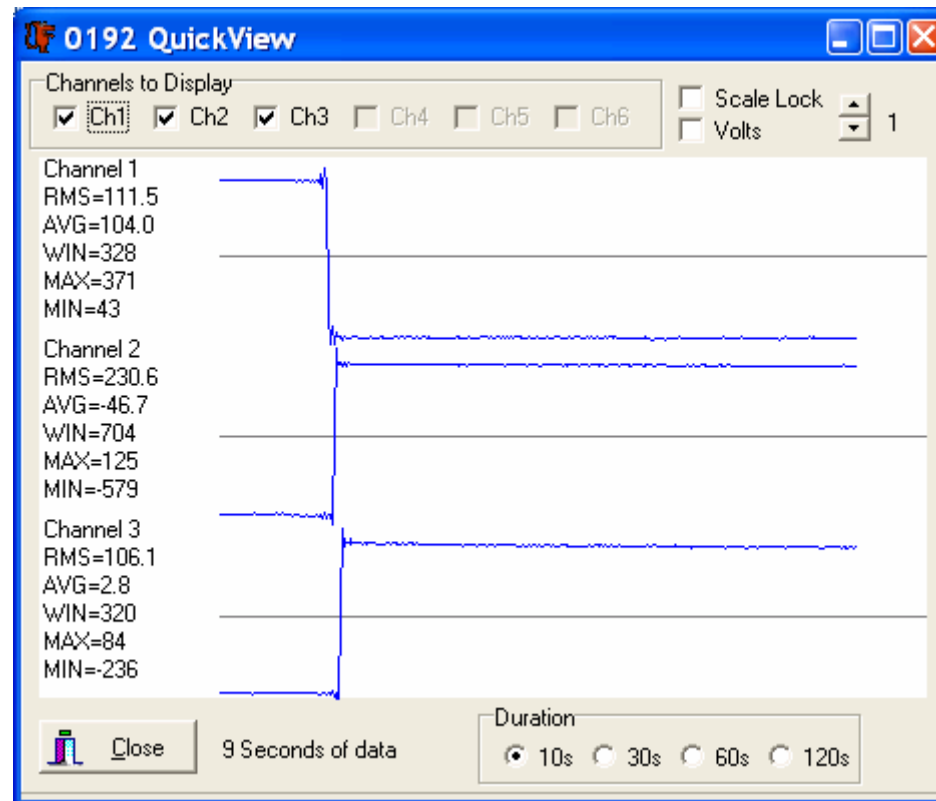 0192 QuickView
Channels to Display
Ch1 Ch2 Ch3 Ch4 Ch5 Ch6
Scale Lock
Volts
1
Channel 1
RMS=111.5
AVG=104.0
WIN=328
MAX=371
MIN=43
Channel 2
RMS=230.6
AVG=-46.7
WIN=704
MAX=125
MIN=-579
Channel 3
RMS=106.1
AVG=2.8
WIN=320
MAX=84
MIN=-236
Close
9 Seconds of data
Duration
10s 30s 60s 120s